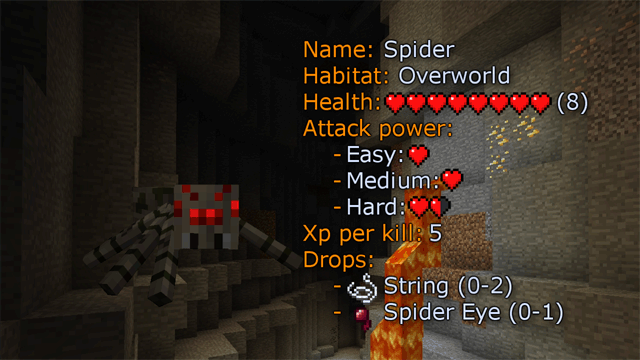 Name: Spider
Habitat: Overworld
Health: (8)
Attack power:
- Easy:
- Medium:
- Hard:
Xp per kill: 5
Drops:
- String (0-2)
- Spider Eye (0-1)